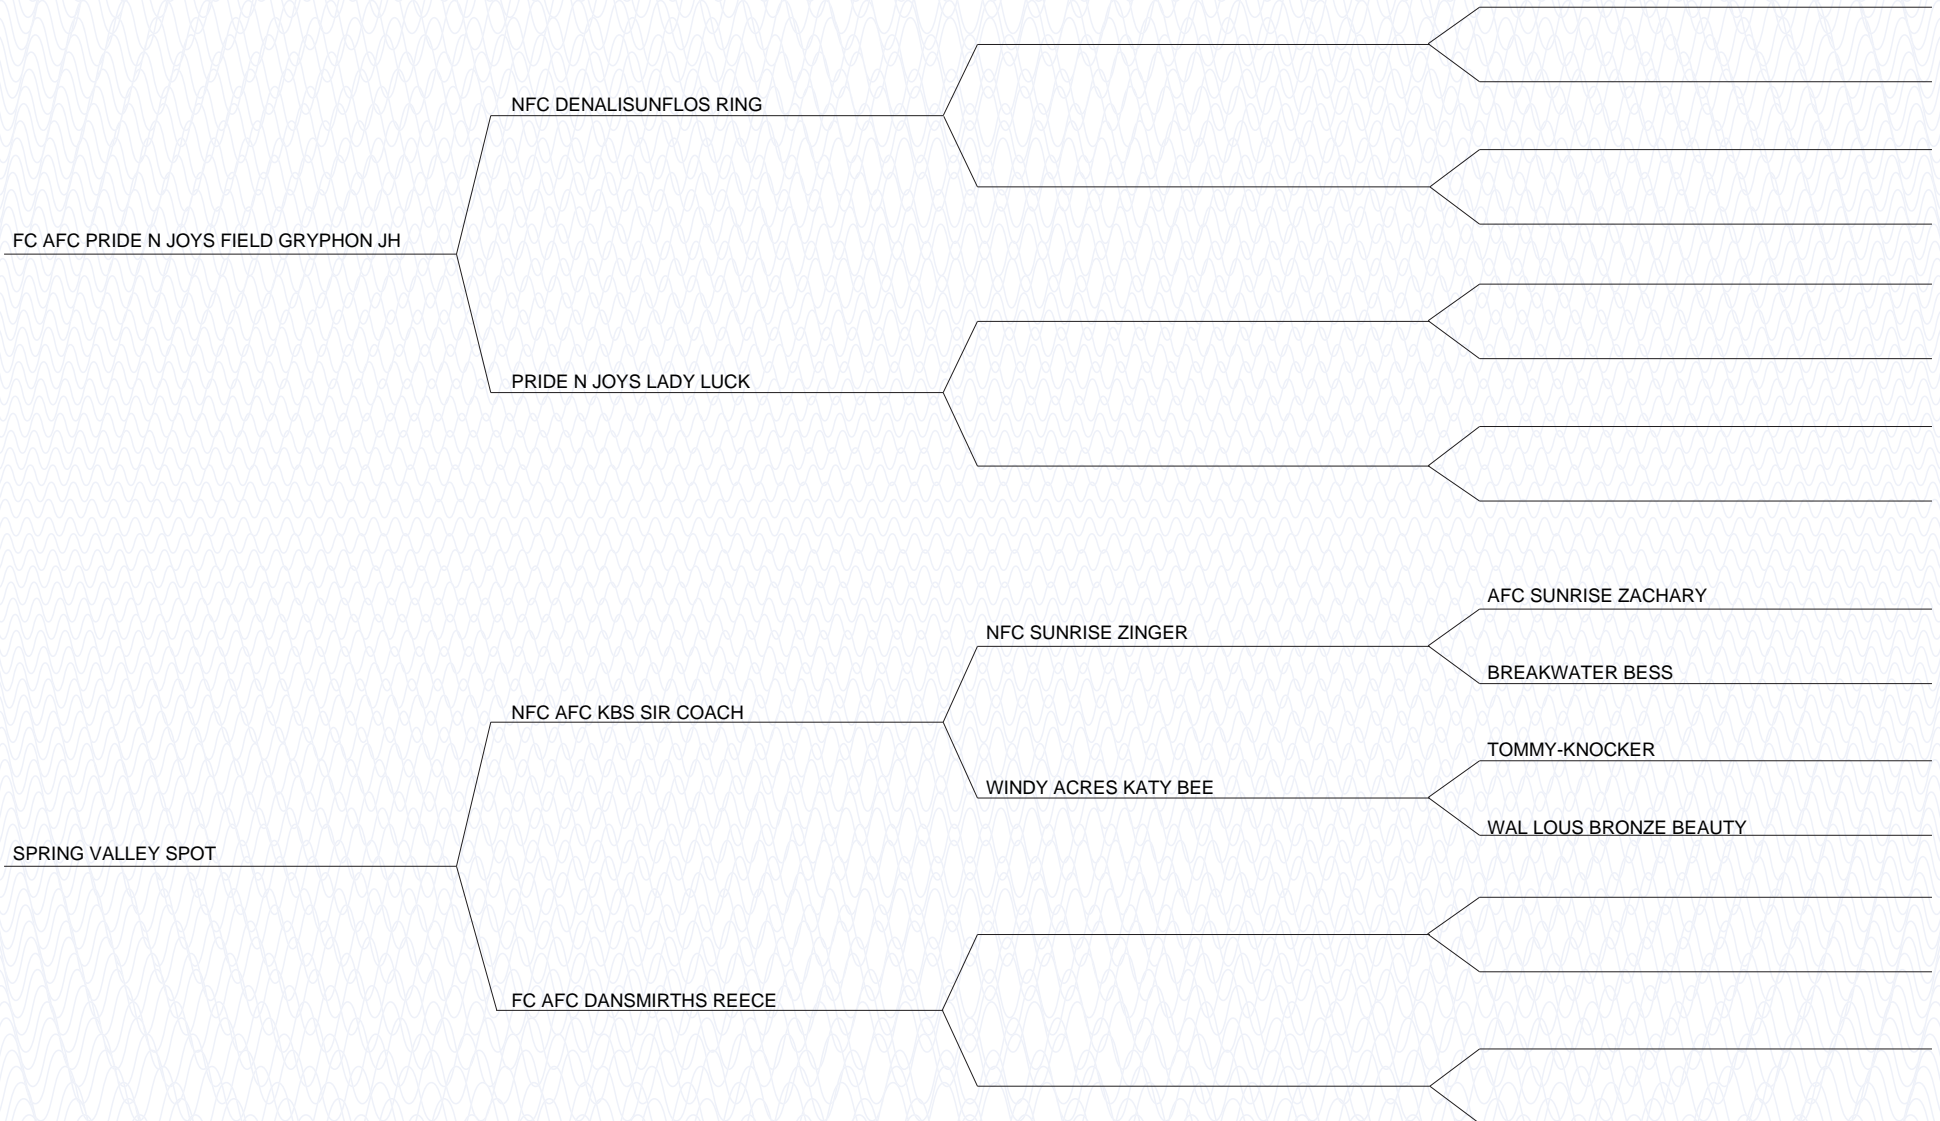 NFC DENALISUNFLOS RING
FC AFC PRIDE N JOYS FIELD GRYPHON JH
PRIDE N JOYS LADY LUCK
AFC SUNRISE ZACHARY
NFC SUNRISE ZINGER
BREAKWATER BESS
NFC AFC KBS SIR COACH
TOMMY-KNOCKER
WINDY ACRES KATY BEE
WAL LOUS BRONZE BEAUTY
SPRING VALLEY SPOT
FC AFC DANSMIRTHS REECE